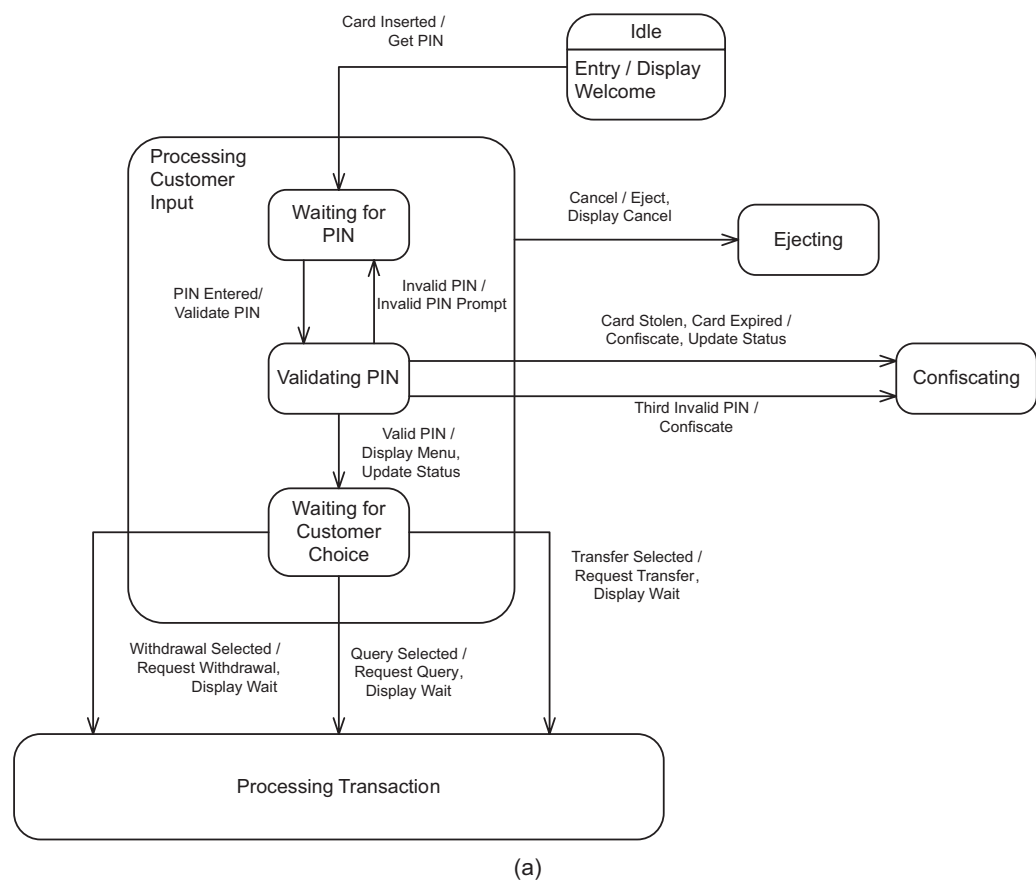 Card Inserted /
Get PIN
Idle
Entry / Display
Welcome
Processing
Customer
Input
Waiting for
PIN
Cancel / Eject,
Display Cancel
Ejecting
PIN Entered/
Validate PIN
Invalid PIN /
Invalid PIN Prompt
Card Stolen, Card Expired /
Confiscate, Update Status
Validating PIN
Confiscating
Third Invalid PIN /
Confiscate
Valid PIN /
Display Menu,
Update Status
Waiting for
Customer
Choice
Transfer Selected /
Request Transfer,
Display Wait
Withdrawal Selected /
Request Withdrawal,
Display Wait
Query Selected /
Request Query,
Display Wait
Processing Transaction
(a)